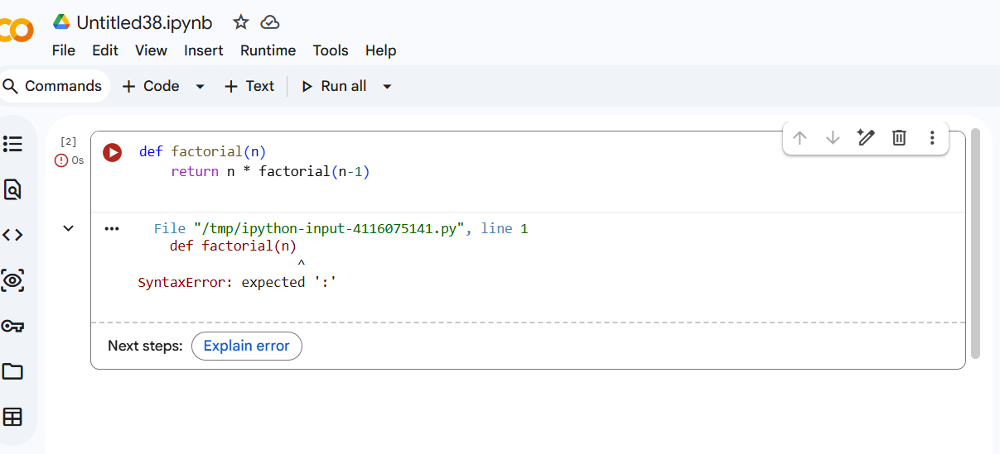 Untitled38.ipynb
File Edit View Insert Runtime Tools Help
Commands + Code + Text Run all
[2]
0s
def factorial(n)
    return n * factorial(n-1)
File "/tmp/ipython-input-4116075141.py", line 1
    def factorial(n)
                    ^
SyntaxError: expected ':'
Next steps: Explain error